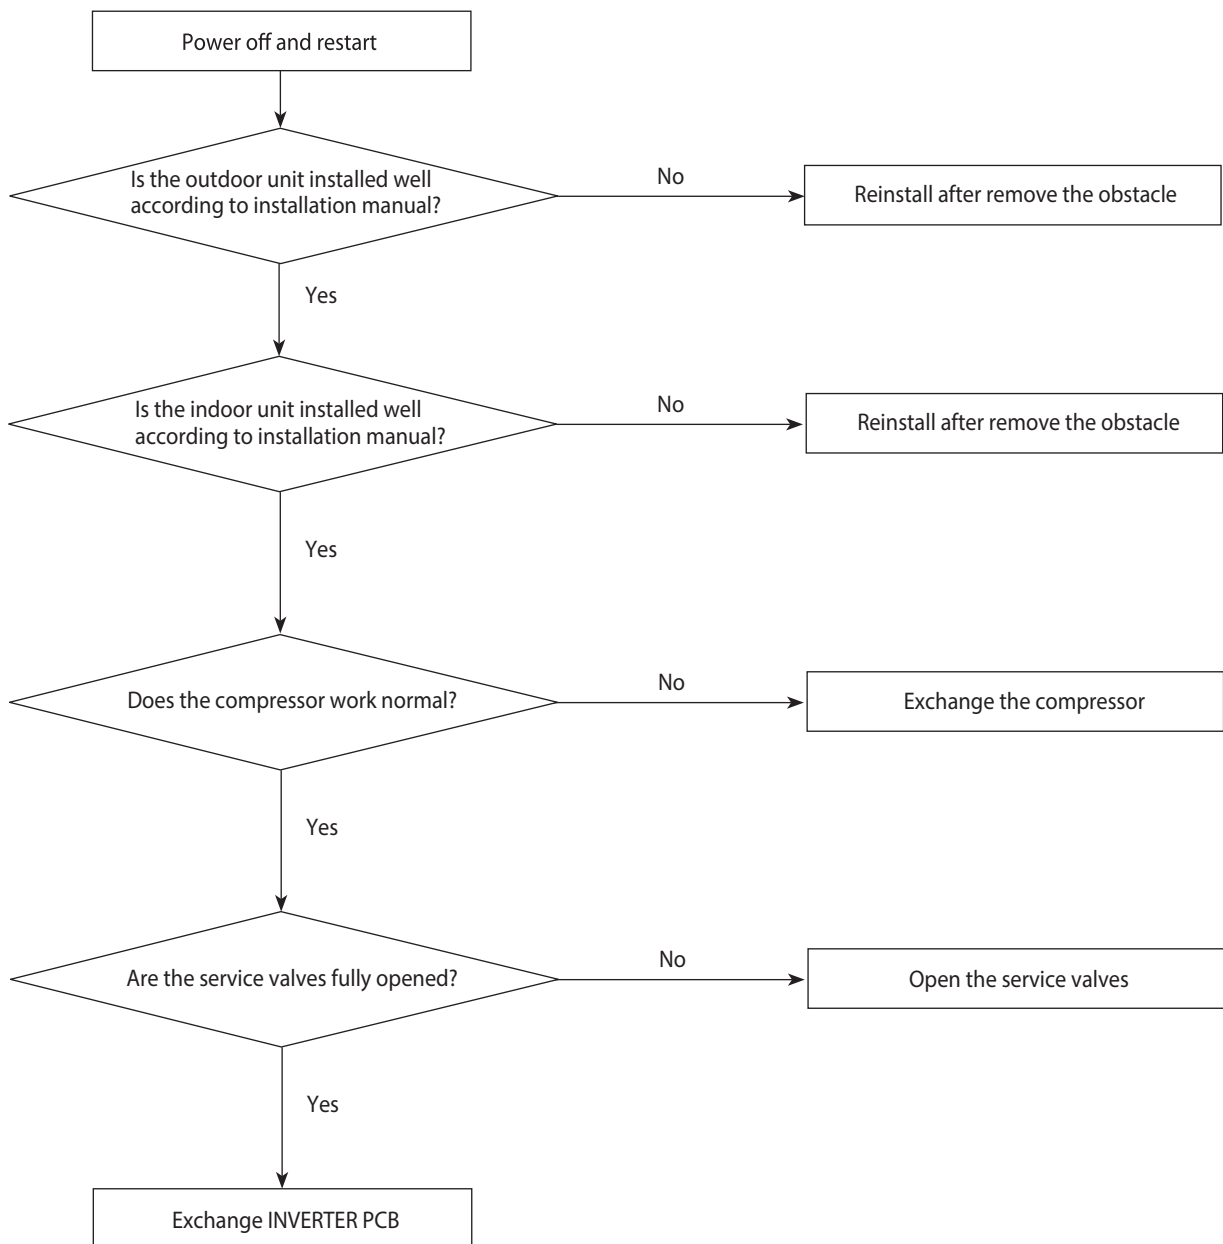 Power off and restart
Is the outdoor unit installed well
according to installation manual?
No
Reinstall after remove the obstacle
Yes
Is the indoor unit installed well
according to installation manual?
No
Reinstall after remove the obstacle
Yes
Does the compressor work normal?
No
Exchange the compressor
Yes
Are the service valves fully opened?
No
Open the service valves
Yes
Exchange INVERTER PCB